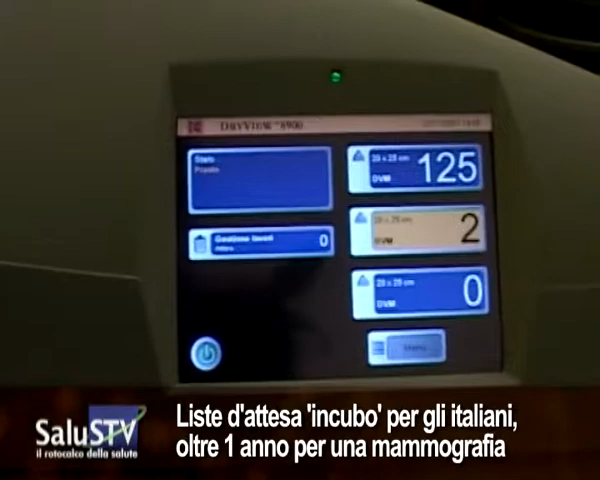 DRYVIEW™ 8900
Stato
Pronto
Gestione lavori 0
20 x 25 cm 125
DVM
20 x 25 cm 2
DVM
20 x 25 cm 0
DVM
Menu
SaluSTV
il rotocalco della salute
Liste d'attesa 'incubo' per gli italiani,
oltre 1 anno per una mammografia